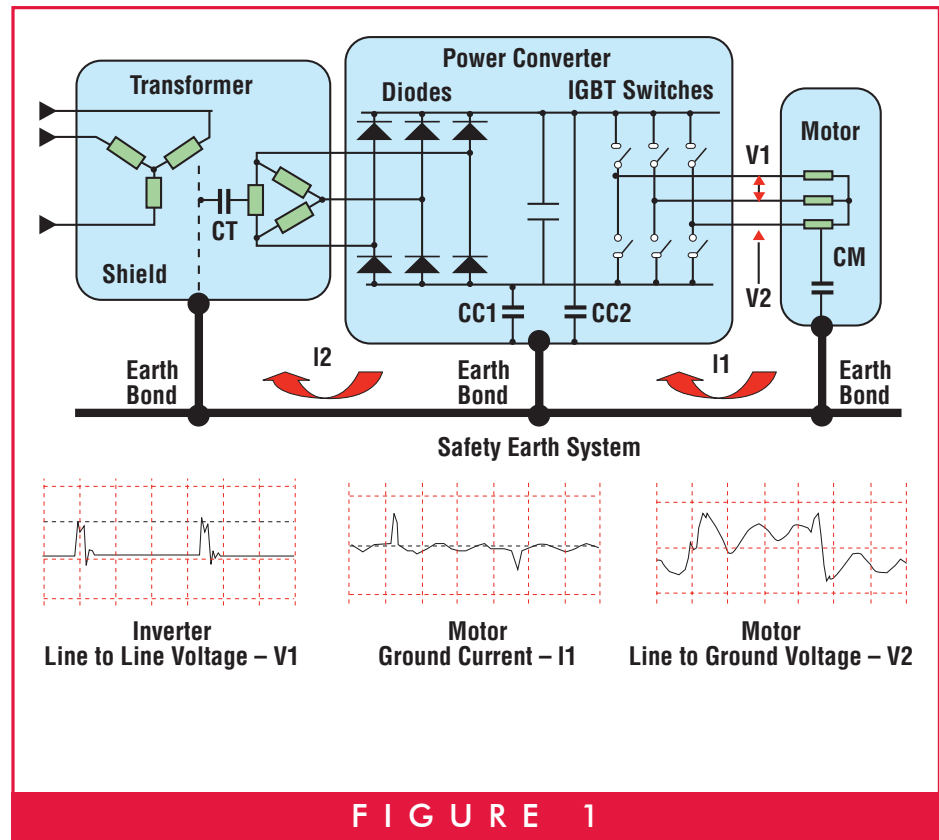 Power Converter
Transformer
Diodes
IGBT Switches
Motor
V1
CT
CM
Shield
V2
CC1
CC2
I2
I1
Earth
Bond
Earth
Bond
Earth
Bond
Safety Earth System
Inverter
Line to Line Voltage – V1
Motor
Ground Current – I1
Motor
Line to Ground Voltage – V2
FIGURE 1